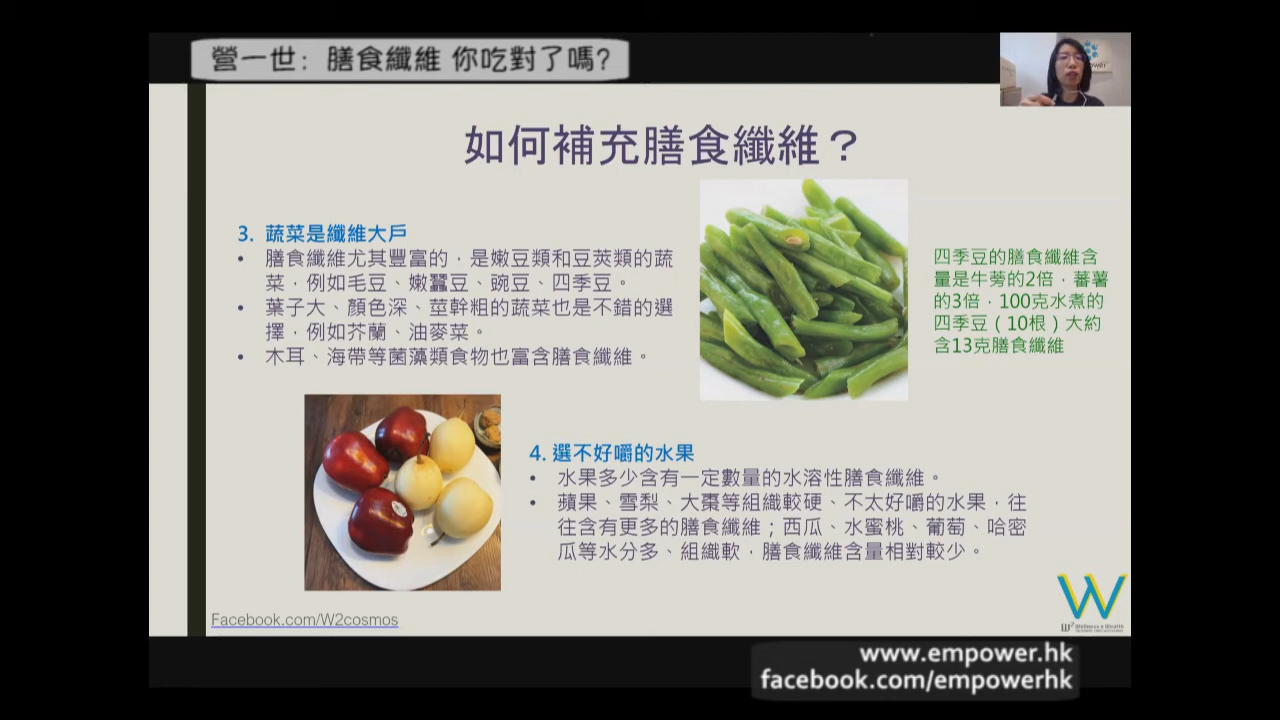 營一世: 膳食纖維 你吃對了嗎?
如何補充膳食纖維？
3. 蔬菜是纖維大戶
• 膳食纖維尤其豐富的，是嫩豆類和豆莢類的蔬
菜，例如毛豆、嫩蠶豆、豌豆、四季豆。
• 葉子大、顏色深、莖幹粗的蔬菜也是不錯的選
擇，例如芥蘭、油麥菜。
• 木耳、海帶等菌藻類食物也富含膳食纖維。
四季豆的膳食纖維含
量是牛蒡的2倍，蕃薯
的3倍，100克水煮的
四季豆（10根）大約
含13克膳食纖維
4. 選不好嚼的水果
• 水果多少含有一定數量的水溶性膳食纖維。
• 蘋果、雪梨、大棗等組織較硬、不太好嚼的水果，往
往含有更多的膳食纖維；西瓜、水蜜桃、葡萄、哈密
瓜等水分多、組織軟，膳食纖維含量相對較少。
Facebook.com/W2cosmos
W
W² Wellness & Wealth
www.empower.hk
facebook.com/empowerhk